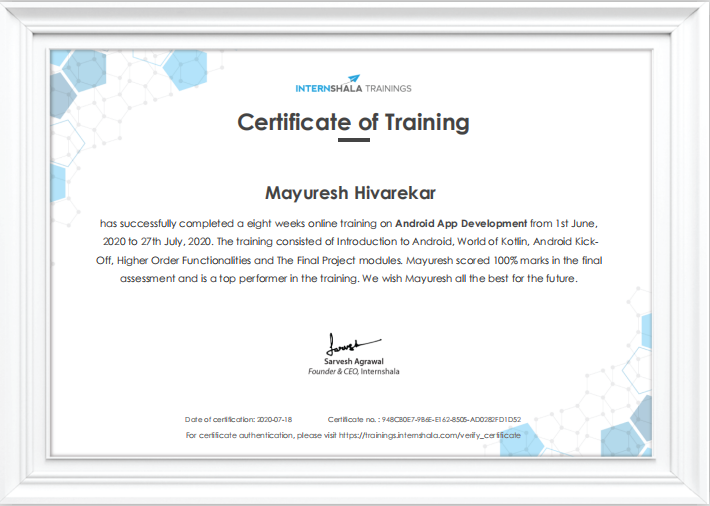 INTERNSHALA TRAININGS
Certificate of Training
Mayuresh Hivarekar
has successfully completed a eight weeks online training on Android App Development from 1st June,
2020 to 27th July, 2020. The training consisted of Introduction to Android, World of Kotlin, Android Kick-
Off, Higher Order Functionalities and The Final Project modules. Mayuresh scored 100% marks in the final
assessment and is a top performer in the training. We wish Mayuresh all the best for the future.
Sarvesh Agrawal
Founder & CEO, Internshala
Date of certification: 2020-07-18 Certificate no. : 948C80E7-9B6E-E162-8505-AD0282FD1D52
For certificate authentication, please visit https://trainings.internshala.com/verify_certificate